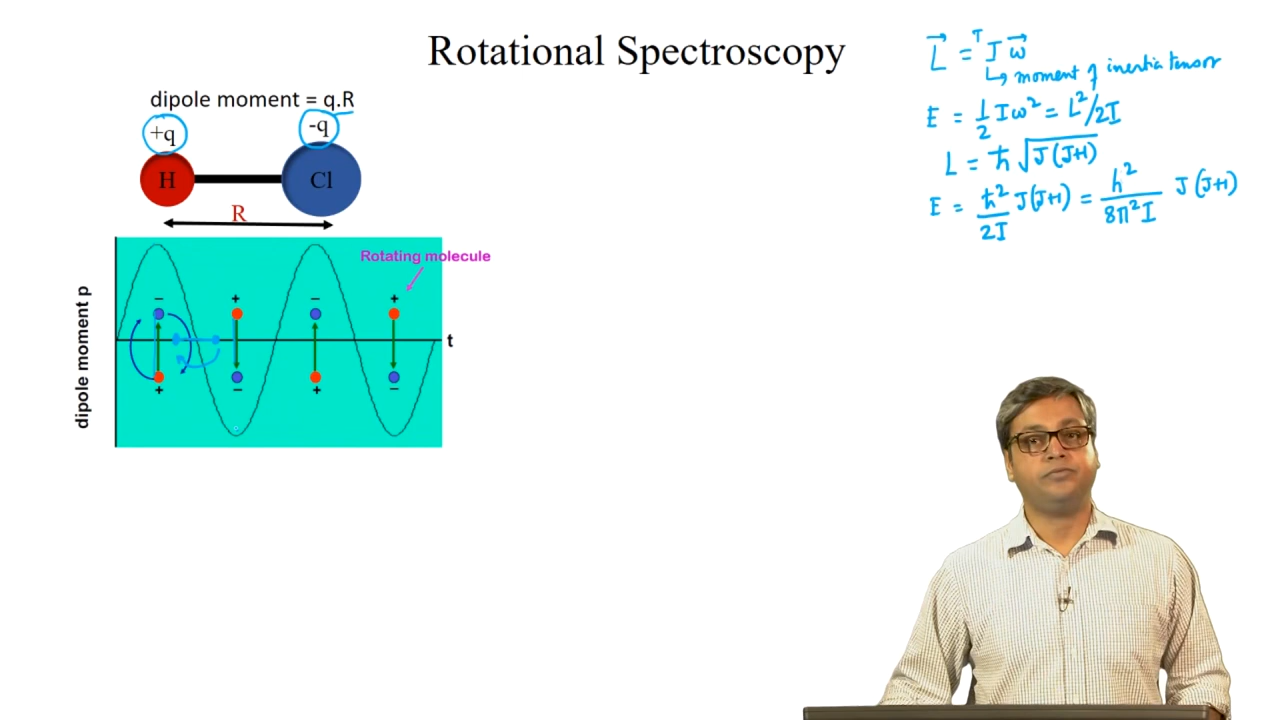 Rotational Spectroscopy
dipole moment = q.R
+q
-q
H
Cl
R
Rotating molecule
− + − +
+ − + −
t
dipole moment p
L⃗ = I ω⃗
↳ moment of inertia tensor
E = 1/2 Iω² = L²/2I
L = ℏ √J(J+1)
E = ℏ²/2I J(J+1) = h²/8π²I J(J+1)